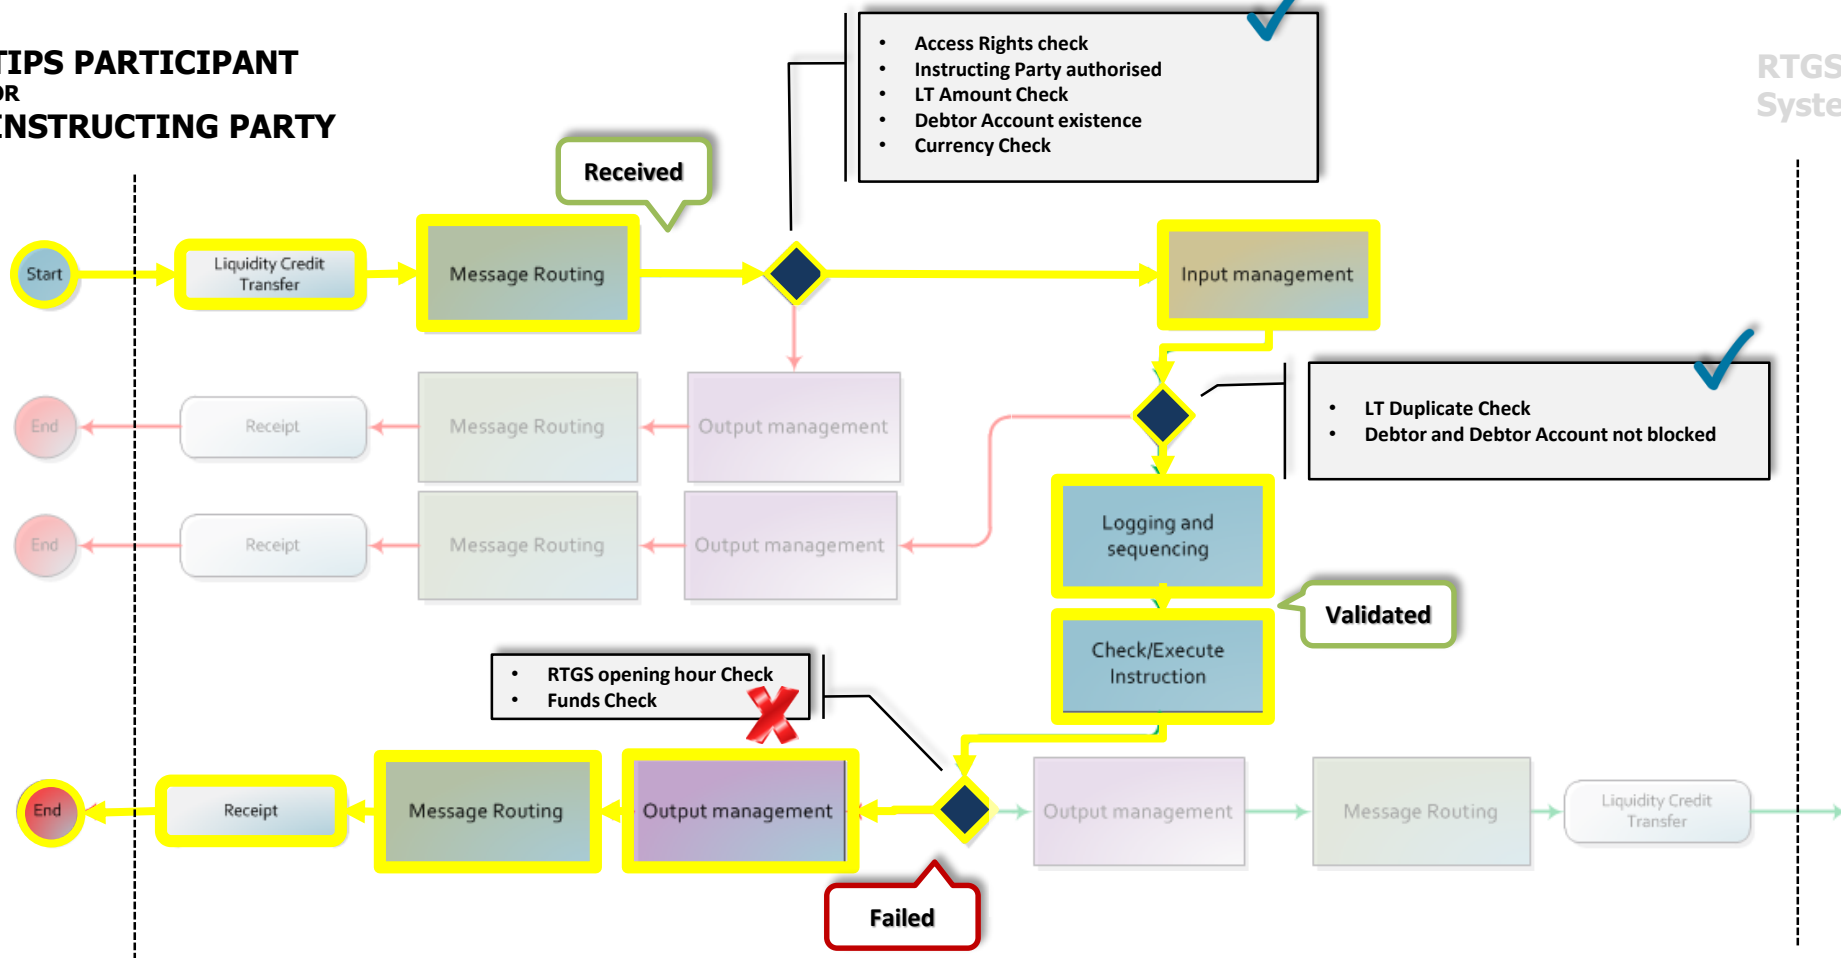 TIPS PARTICIPANT
OR
INSTRUCTING PARTY
RTGS
Syste
• Access Rights check
• Instructing Party authorised
• LT Amount Check
• Debtor Account existence
• Currency Check
Received
Start
Liquidity Credit
Transfer
Message Routing
Input management
• LT Duplicate Check
• Debtor and Debtor Account not blocked
End
Receipt
Message Routing
Output management
Logging and
sequencing
End
Receipt
Message Routing
Output management
Validated
Check/Execute
Instruction
• RTGS opening hour Check
• Funds Check
End
Receipt
Message Routing
Output management
Output management
Message Routing
Liquidity Credit
Transfer
Failed